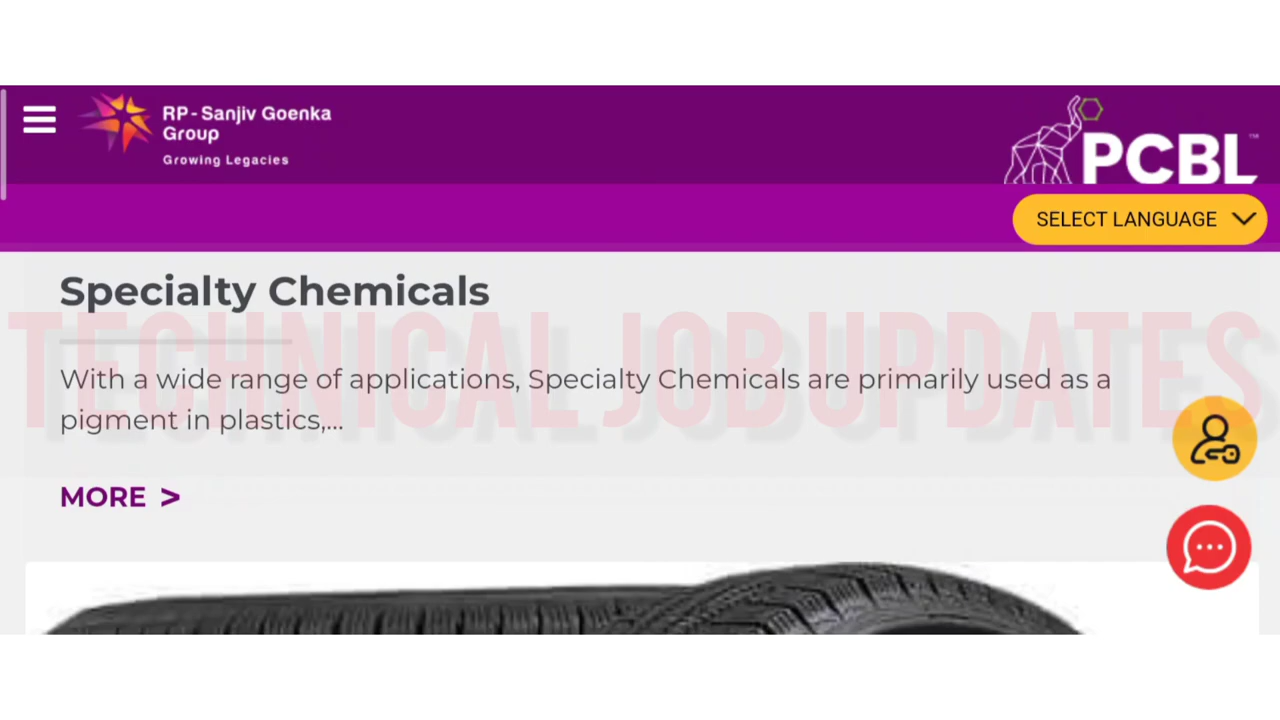 RP-Sanjiv Goenka
Group
Growing Legacies
PCBL™
SELECT LANGUAGE
Specialty Chemicals
TECHNICAL JOB UPDATES
With a wide range of applications, Specialty Chemicals are primarily used as a
pigment in plastics,...
MORE >